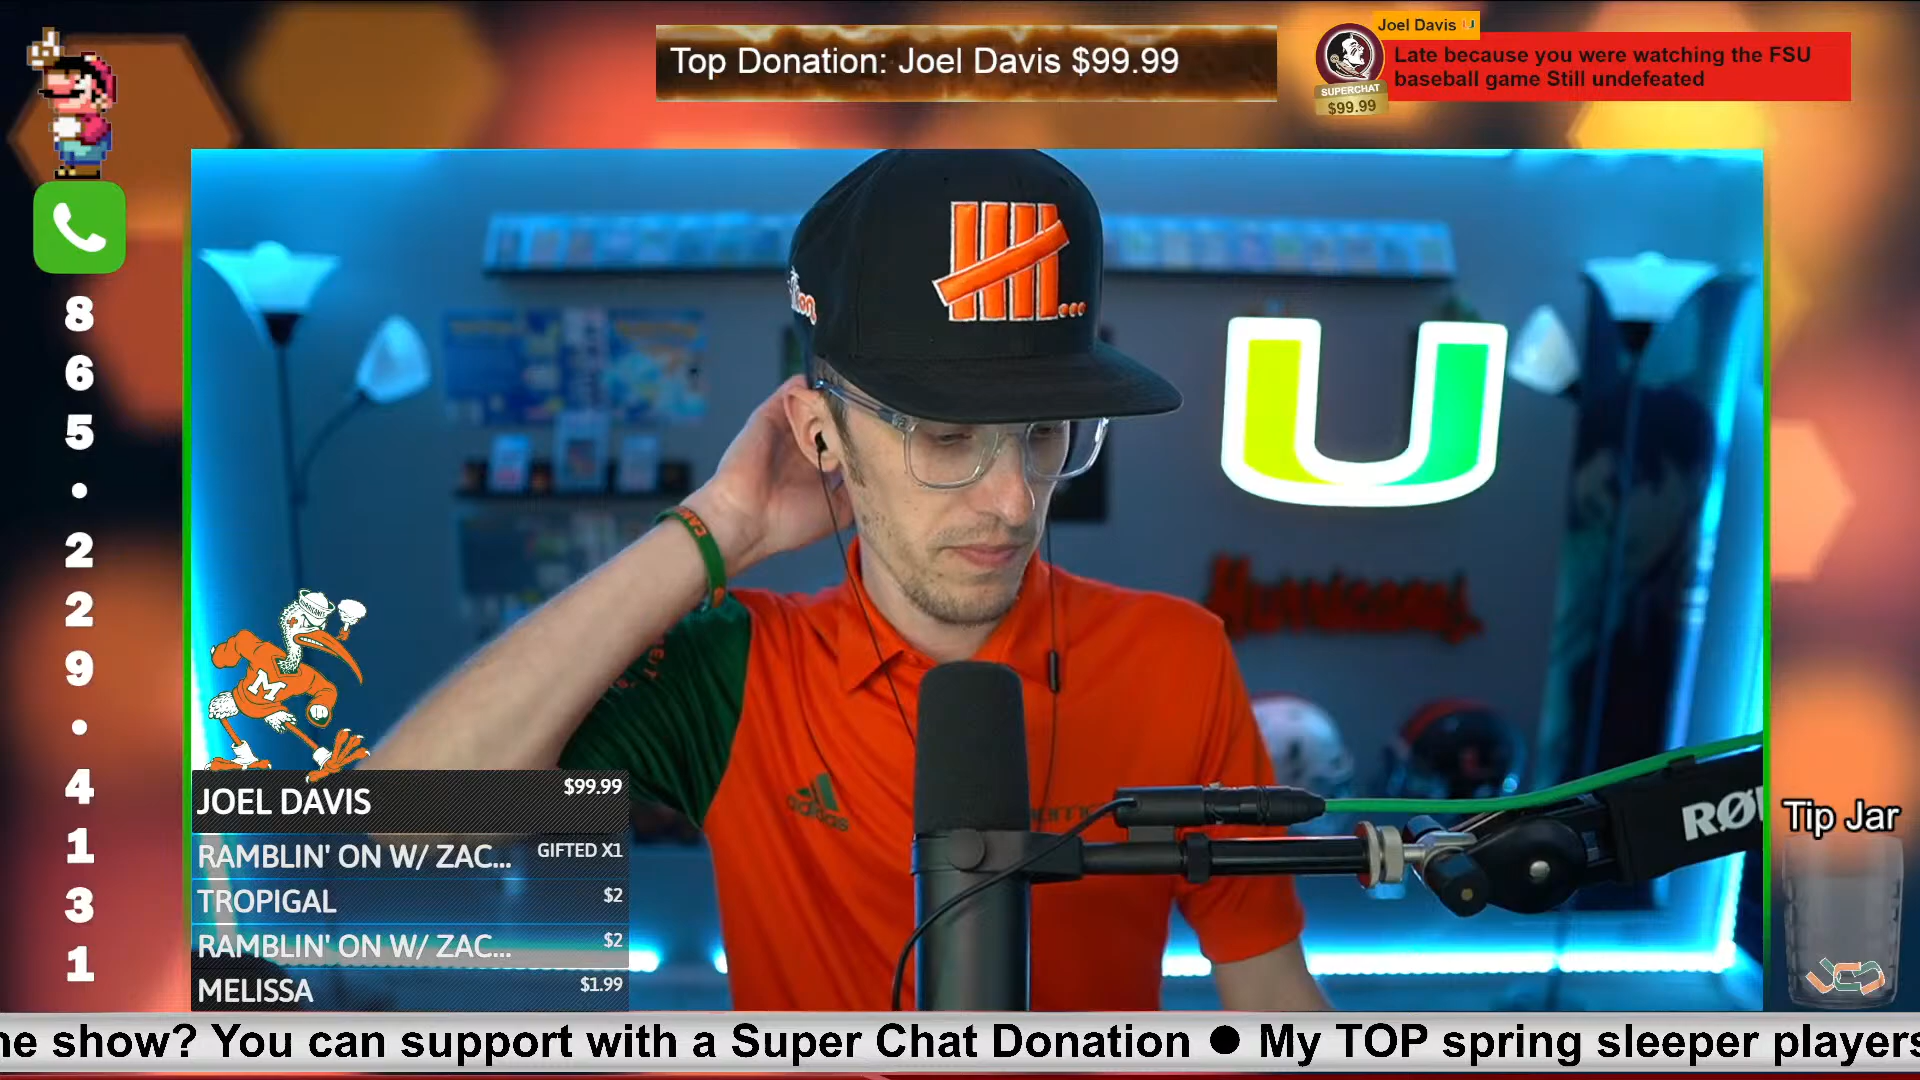 Top Donation: Joel Davis $99.99
Joel Davis
Late because you were watching the FSU
baseball game Still undefeated
SUPERCHAT
$99.99
8
6
5
•
2
2
9
•
4
1
3
1
U
Hurricanes
M
adidas
RØ
Tip Jar
JOEL DAVIS $99.99
RAMBLIN' ON W/ ZAC... GIFTED X1
TROPIGAL $2
RAMBLIN' ON W/ ZAC... $2
MELISSA $1.99
he show? You can support with a Super Chat Donation ● My TOP spring sleeper players